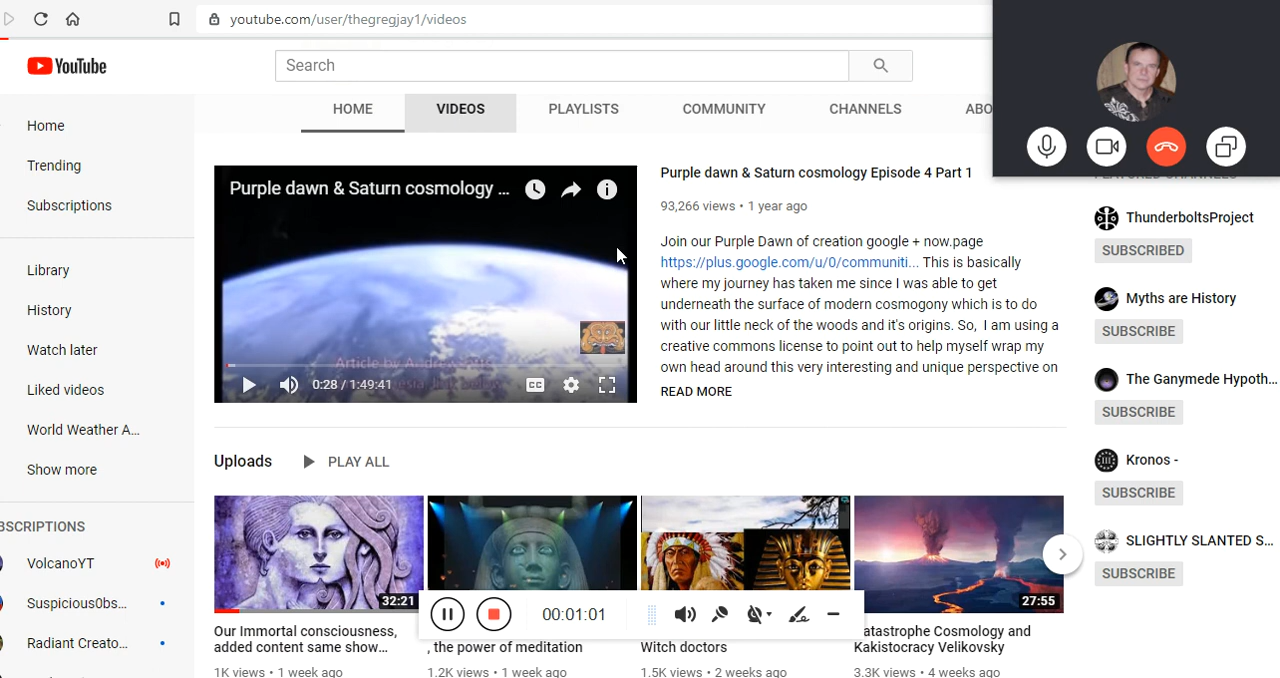 youtube.com/user/thegregjay1/videos
YouTube
Search
HOME
VIDEOS
PLAYLISTS
COMMUNITY
CHANNELS
ABO
Home
Trending
Subscriptions
Library
History
Watch later
Liked videos
World Weather A...
Show more
BSCRIPTIONS
VolcanoYT
Suspicious0bs...
Radiant Creato...
Purple dawn & Saturn cosmology ...
Article by Andrew
0:28 / 1:49:41
CC
Purple dawn & Saturn cosmology Episode 4 Part 1
93,266 views • 1 year ago
Join our Purple Dawn of creation google + now.page
https://plus.google.com/u/0/communiti... This is basically
where my journey has taken me since I was able to get
underneath the surface of modern cosmogony which is to do
with our little neck of the woods and it's origins. So, I am using a
creative commons license to point out to help myself wrap my
own head around this very interesting and unique perspective on
READ MORE
FEATURED CHANNELS
ThunderboltsProject
SUBSCRIBED
Myths are History
SUBSCRIBE
The Ganymede Hypoth...
SUBSCRIBE
Kronos -
SUBSCRIBE
SLIGHTLY SLANTED S...
SUBSCRIBE
Uploads
PLAY ALL
32:21
Our Immortal consciousness,
added content same show...
1K views • 1 week ago
, the power of meditation
1.2K views • 1 week ago
Witch doctors
1.5K views • 2 weeks ago
27:55
atastrophe Cosmology and
Kakistocracy Velikovsky
3.3K views • 4 weeks ago
00:01:01